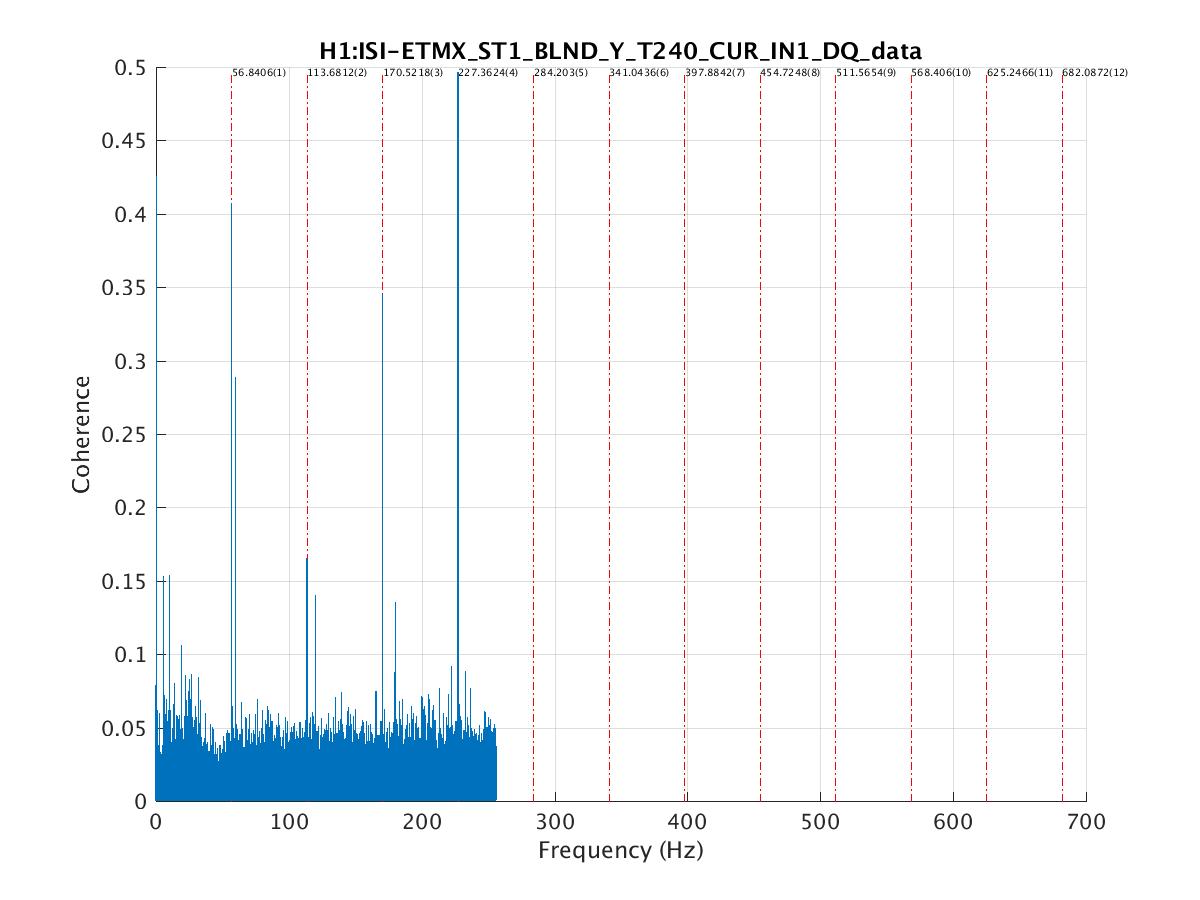 H1:ISI-ETMX_ST1_BLND_Y_T240_CUR_IN1_DQ_data
56.8406(1) 113.6812(2) 170.5218(3) 227.3624(4) 284.203(5) 341.0436(6) 397.8842(7) 454.7248(8) 511.5654(9) 568.406(10) 625.2466(11) 682.0872(12)
0.5
0.45
0.4
0.35
0.3
0.25
0.2
0.15
0.1
0.05
0
Coherence
0 100 200 300 400 500 600 700
Frequency (Hz)